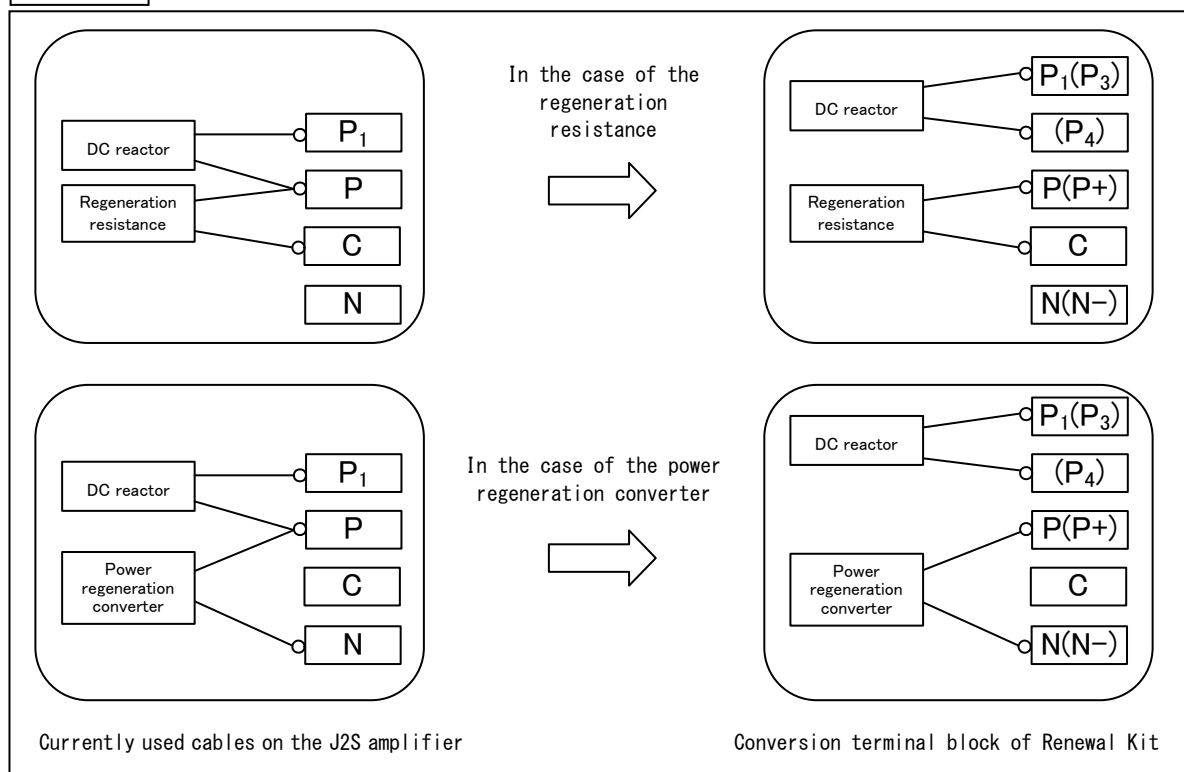 DC reactor
Regeneration
resistance
P₁
P
C
N
In the case of the
regeneration
resistance
DC reactor
Regeneration
resistance
P₁(P₃)
(P₄)
P(P+)
C
N(N−)
DC reactor
Power
regeneration
converter
P₁
P
C
N
In the case of the power
regeneration converter
DC reactor
Power
regeneration
converter
P₁(P₃)
(P₄)
P(P+)
C
N(N−)
Currently used cables on the J2S amplifier
Conversion terminal block of Renewal Kit